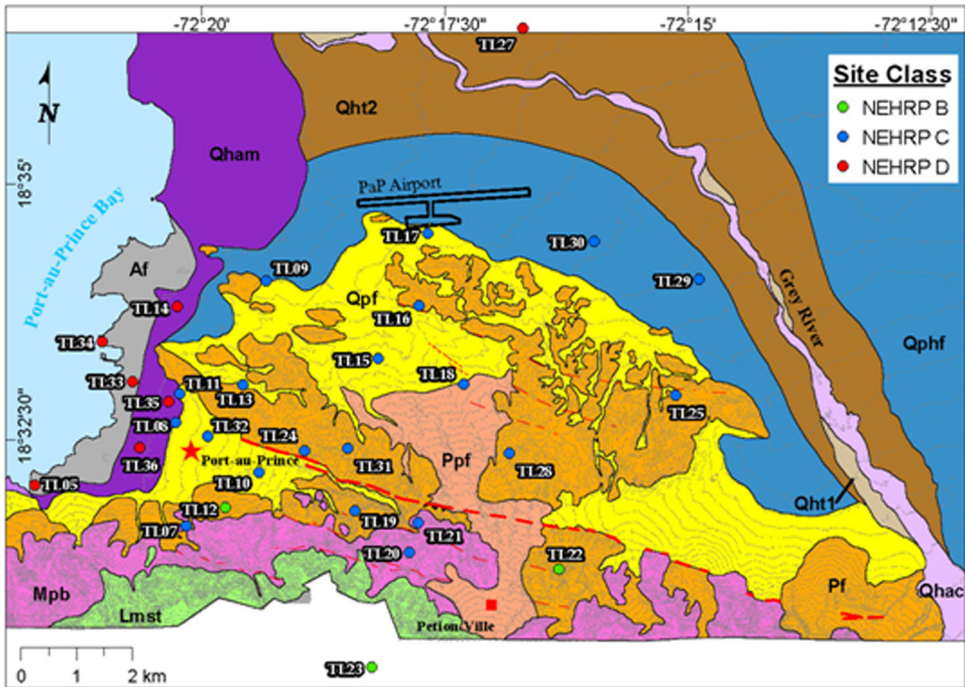 -72°20'
-72°17'30"
-72°15'
-72°12'30"
TL27
Site Class
NEHRP B
NEHRP C
NEHRP D
N
Qht2
Qham
18°35'
PaP Airport
TL17
TL30
Port-au-Prince Bay
Af
TL09
TL29
Qpf
TL14
TL16
Grey River
TL34
Qphf
TL15
TL33
TL18
TL11
TL13
TL35
TL25
TL08
TL32
TL24
18°32'30"
TL36
Port-au-Prince
TL31
Ppf
TL28
TL10
TL05
Qht1
TL12
TL07
TL19
TL21
TL20
TL22
Mpb
Pf
Qhac
Lmst
Petion-Ville
0 1 2 km
TL23